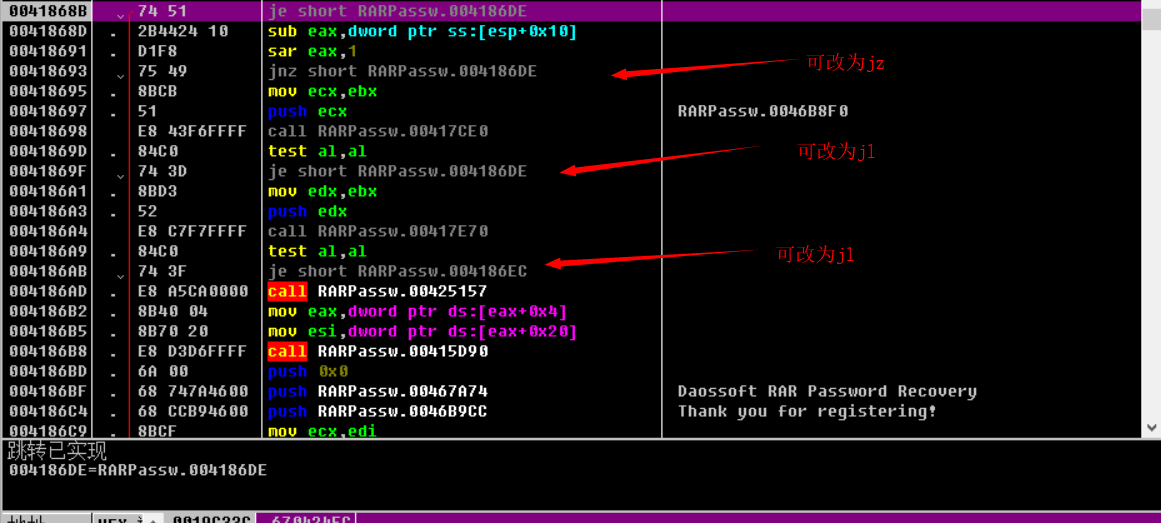 0041868B 74 51 je short RARPassw.004186DE
0041868D . 2B4424 10 sub eax,dword ptr ss:[esp+0x10]
00418691 . D1F8 sar eax,1
00418693 75 49 jnz short RARPassw.004186DE 可改为jz
00418695 . 8BCB mov ecx,ebx
00418697 . 51 push ecx RARPassw.0046B8F0
00418698 E8 43F6FFFF call RARPassw.00417CE0
0041869D . 84C0 test al,al 可改为jl
0041869F 74 3D je short RARPassw.004186DE
004186A1 . 8BD3 mov edx,ebx
004186A3 . 52 push edx
004186A4 E8 C7F7FFFF call RARPassw.00417E70
004186A9 . 84C0 test al,al 可改为jl
004186AB 74 3F je short RARPassw.004186EC
004186AD . E8 A5CA0000 call RARPassw.00425157
004186B2 . 8B40 04 mov eax,dword ptr ds:[eax+0x4]
004186B5 . 8B70 20 mov esi,dword ptr ds:[eax+0x20]
004186B8 . E8 D3D6FFFF call RARPassw.00415D90
004186BD . 6A 00 push 0x0
004186BF . 68 747A4600 push RARPassw.00467A74 Daossoft RAR Password Recovery
004186C4 . 68 CCB94600 push RARPassw.0046B9CC Thank you for registering!
004186C9 . 8BCF mov ecx,edi
跳转已实现
004186DE=RARPassw.004186DE